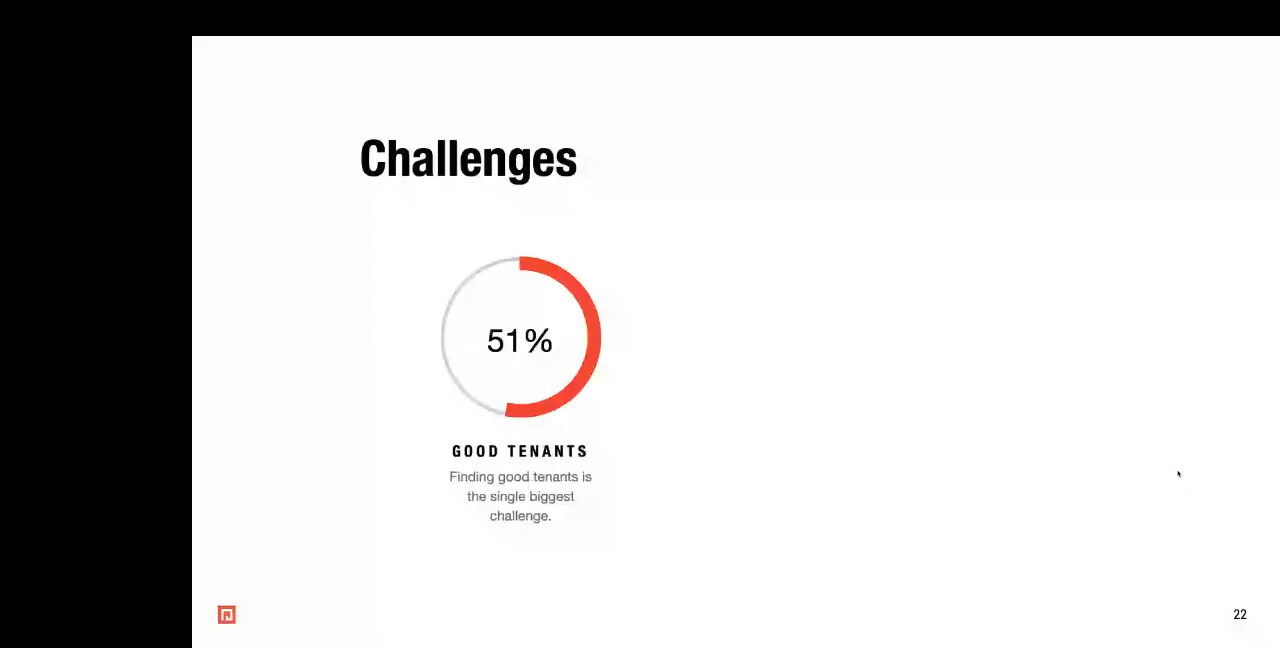 Challenges
51%
GOOD TENANTS
Finding good tenants is
the single biggest
challenge.
22